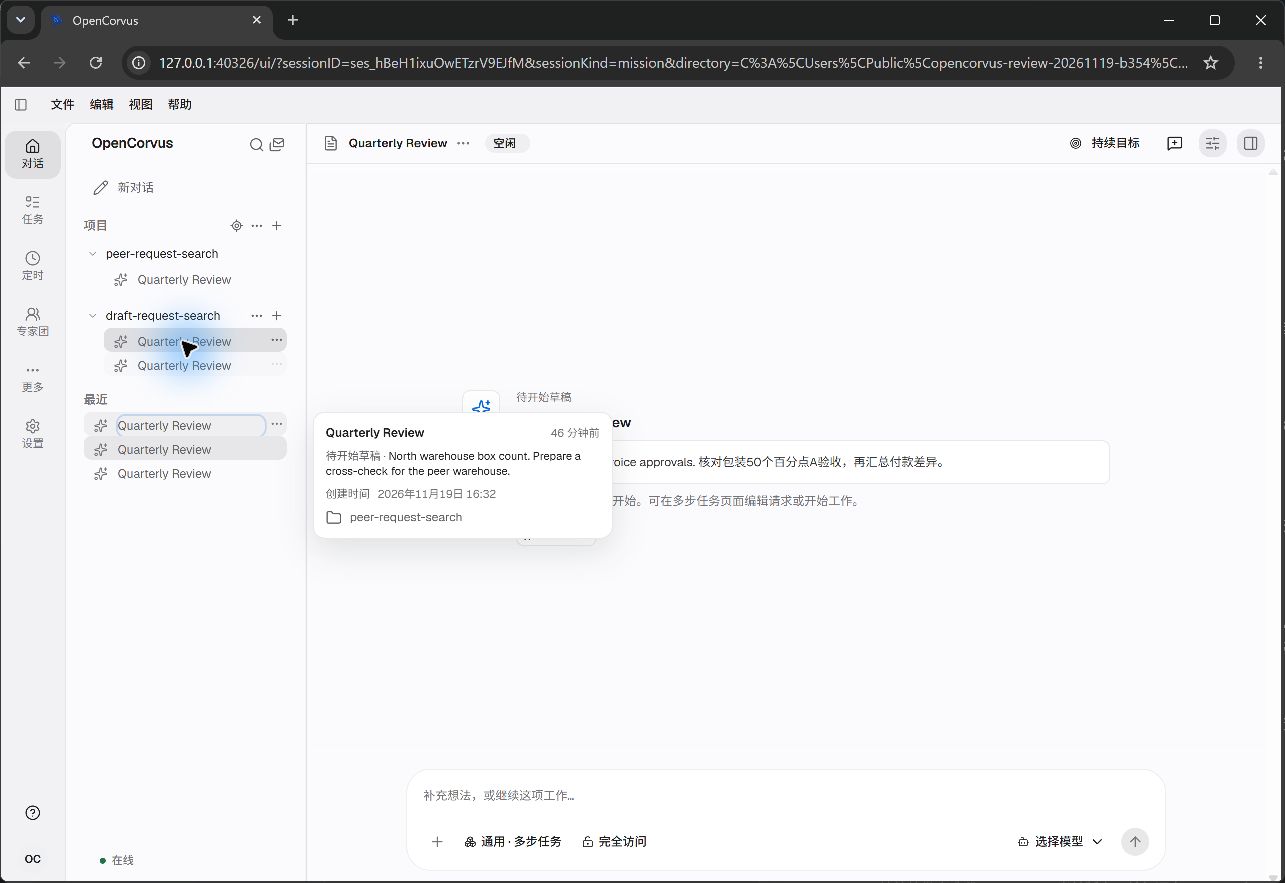 OpenCorvus
127.0.0.1:40326/ui/?sessionID=ses_hBeH1ixuOwETzrV9EJfM&sessionKind=mission&directory=C%3A%5CUsers%5CPublic%5Copencorvus-review-20261119-b354%5C...
文件 编辑 视图 帮助
对话
任务
定时
专家团
更多
设置
OC
OpenCorvus
新对话
项目
peer-request-search
Quarterly Review
draft-request-search
Quarterly Review
Quarterly Review
最近
Quarterly Review
Quarterly Review
Quarterly Review
在线
Quarterly Review
空闲
持续目标
待开始草稿
ew
oice approvals. 核对包装50个百分点A验收，再汇总付款差异。
开始。可在多步任务页面编辑请求或开始工作。
Quarterly Review
46 分钟前
待开始草稿 · North warehouse box count. Prepare a
cross-check for the peer warehouse.
创建时间 2026年11月19日 16:32
peer-request-search
补充想法，或继续这项工作...
通用 · 多步任务
完全访问
选择模型